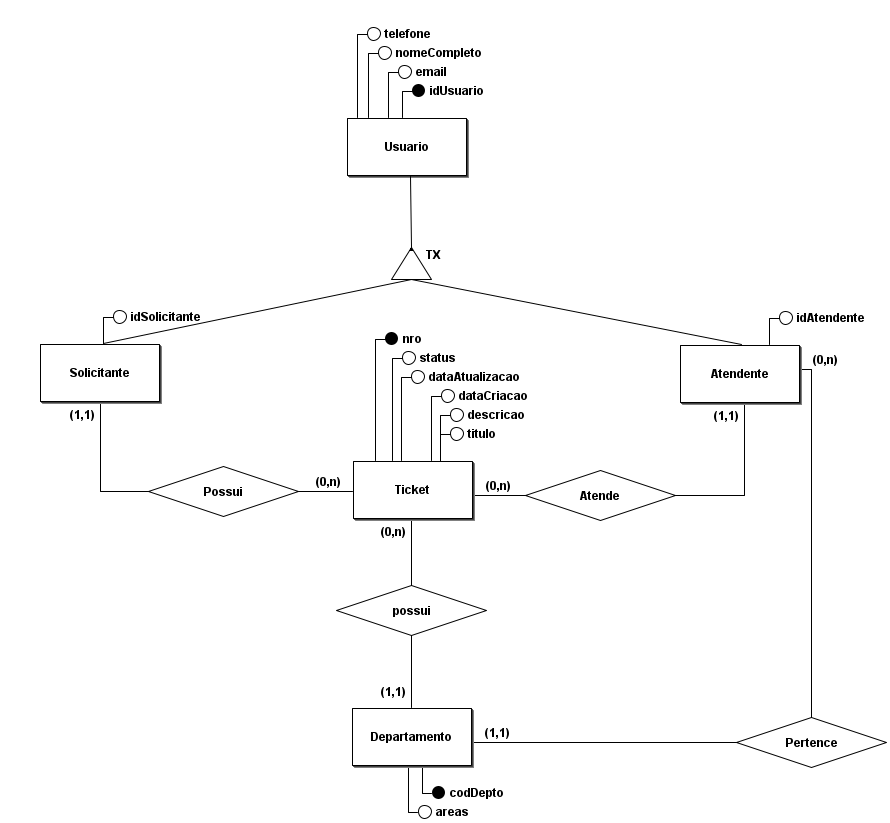 telefone
nomeCompleto
email
idUsuario
Usuario
TX
idSolicitante
idAtendente
Solicitante
nro
status
dataAtualizacao
dataCriacao
descricao
titulo
Atendente
(0,n)
(1,1)
(1,1)
Possui
(0,n)
Ticket
(0,n)
Atende
(0,n)
possui
(1,1)
Departamento
(1,1)
Pertence
codDepto
areas